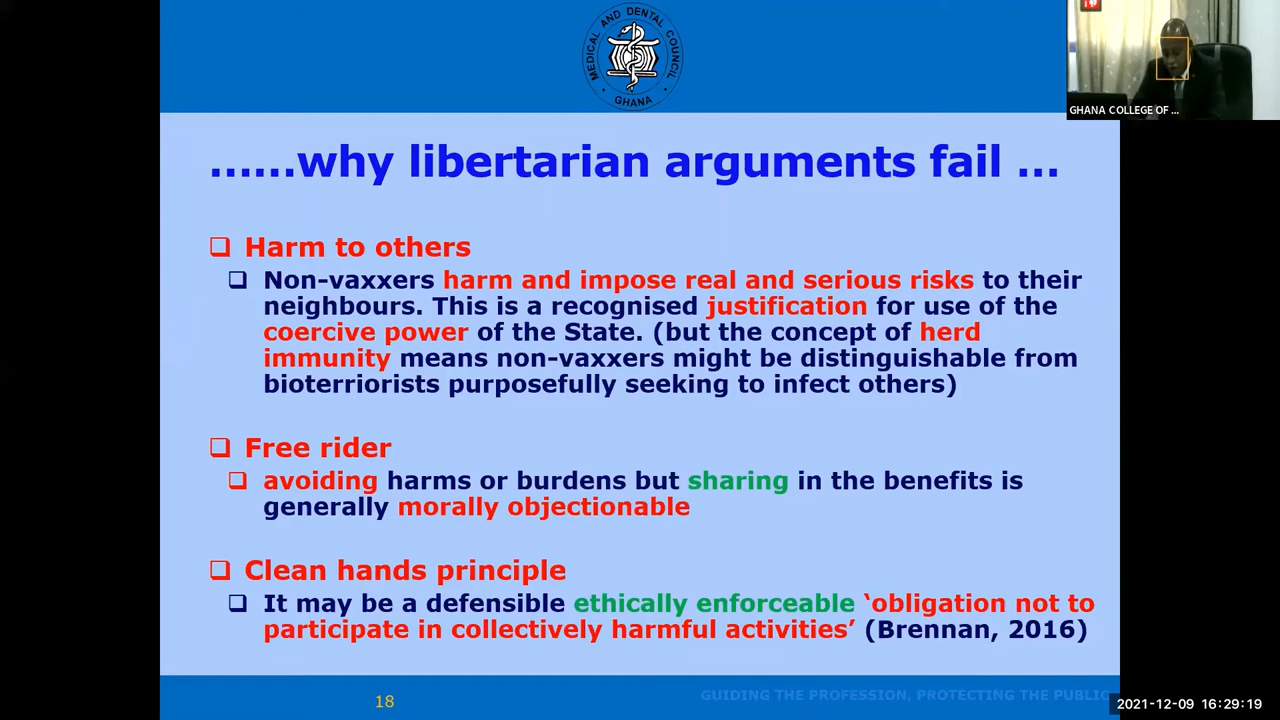 MEDICAL AND DENTAL COUNCIL
GHANA
GHANA COLLEGE OF ...
......why libertarian arguments fail ...
Harm to others
Non-vaxxers harm and impose real and serious risks to their
neighbours. This is a recognised justification for use of the
coercive power of the State. (but the concept of herd
immunity means non-vaxxers might be distinguishable from
bioterriorists purposefully seeking to infect others)
Free rider
avoiding harms or burdens but sharing in the benefits is
generally morally objectionable
Clean hands principle
It may be a defensible ethically enforceable ‘obligation not to
participate in collectively harmful activities’ (Brennan, 2016)
18
GUIDING THE PROFESSION, PROTECTING THE PUBLIC
2021-12-09 16:29:19